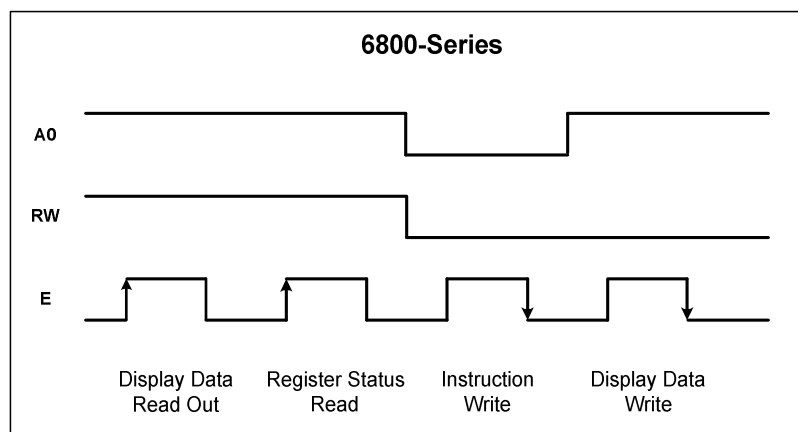 6800-Series
A0
RW
E
Display Data
Read Out
Register Status
Read
Instruction
Write
Display Data
Write